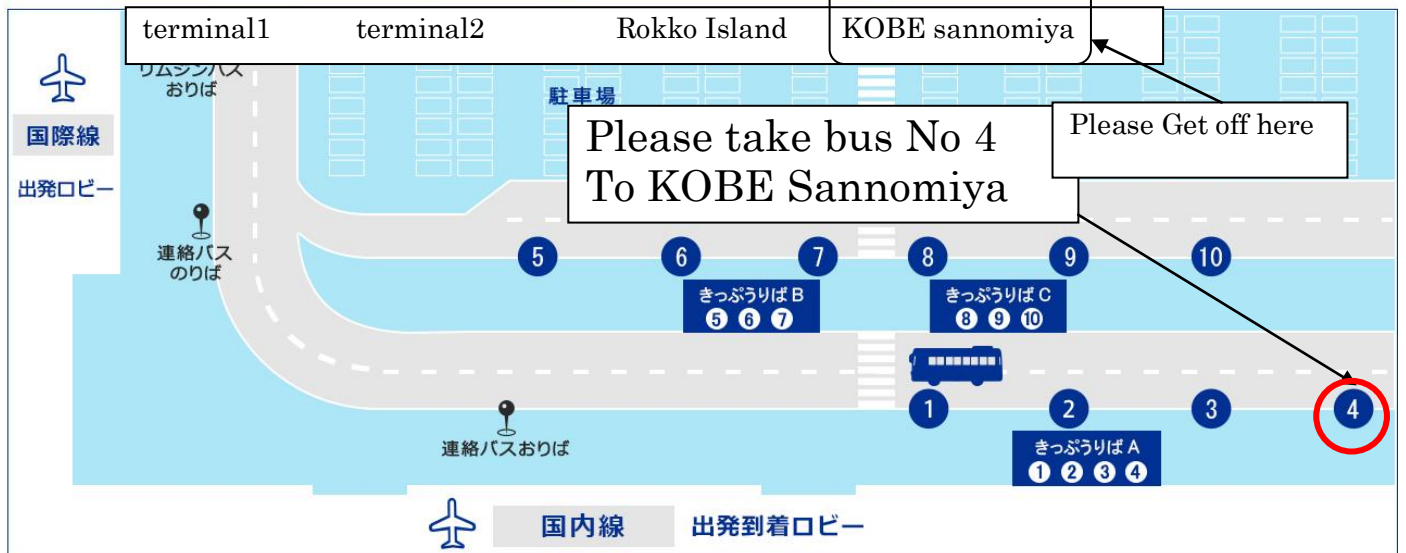 terminal1 terminal2 Rokko Island KOBE sannomiya
リムジンバス
おりば
国際線
出発ロビー
駐車場
Please take bus No 4
To KOBE Sannomiya
Please Get off here
連絡バス
のりば
5 6 7 8 9 10
きっぷうりば B
5 6 7
きっぷうりば C
8 9 10
1 2 3 4
連絡バスおりば
きっぷうりば A
1 2 3 4
国内線 出発到着ロビー